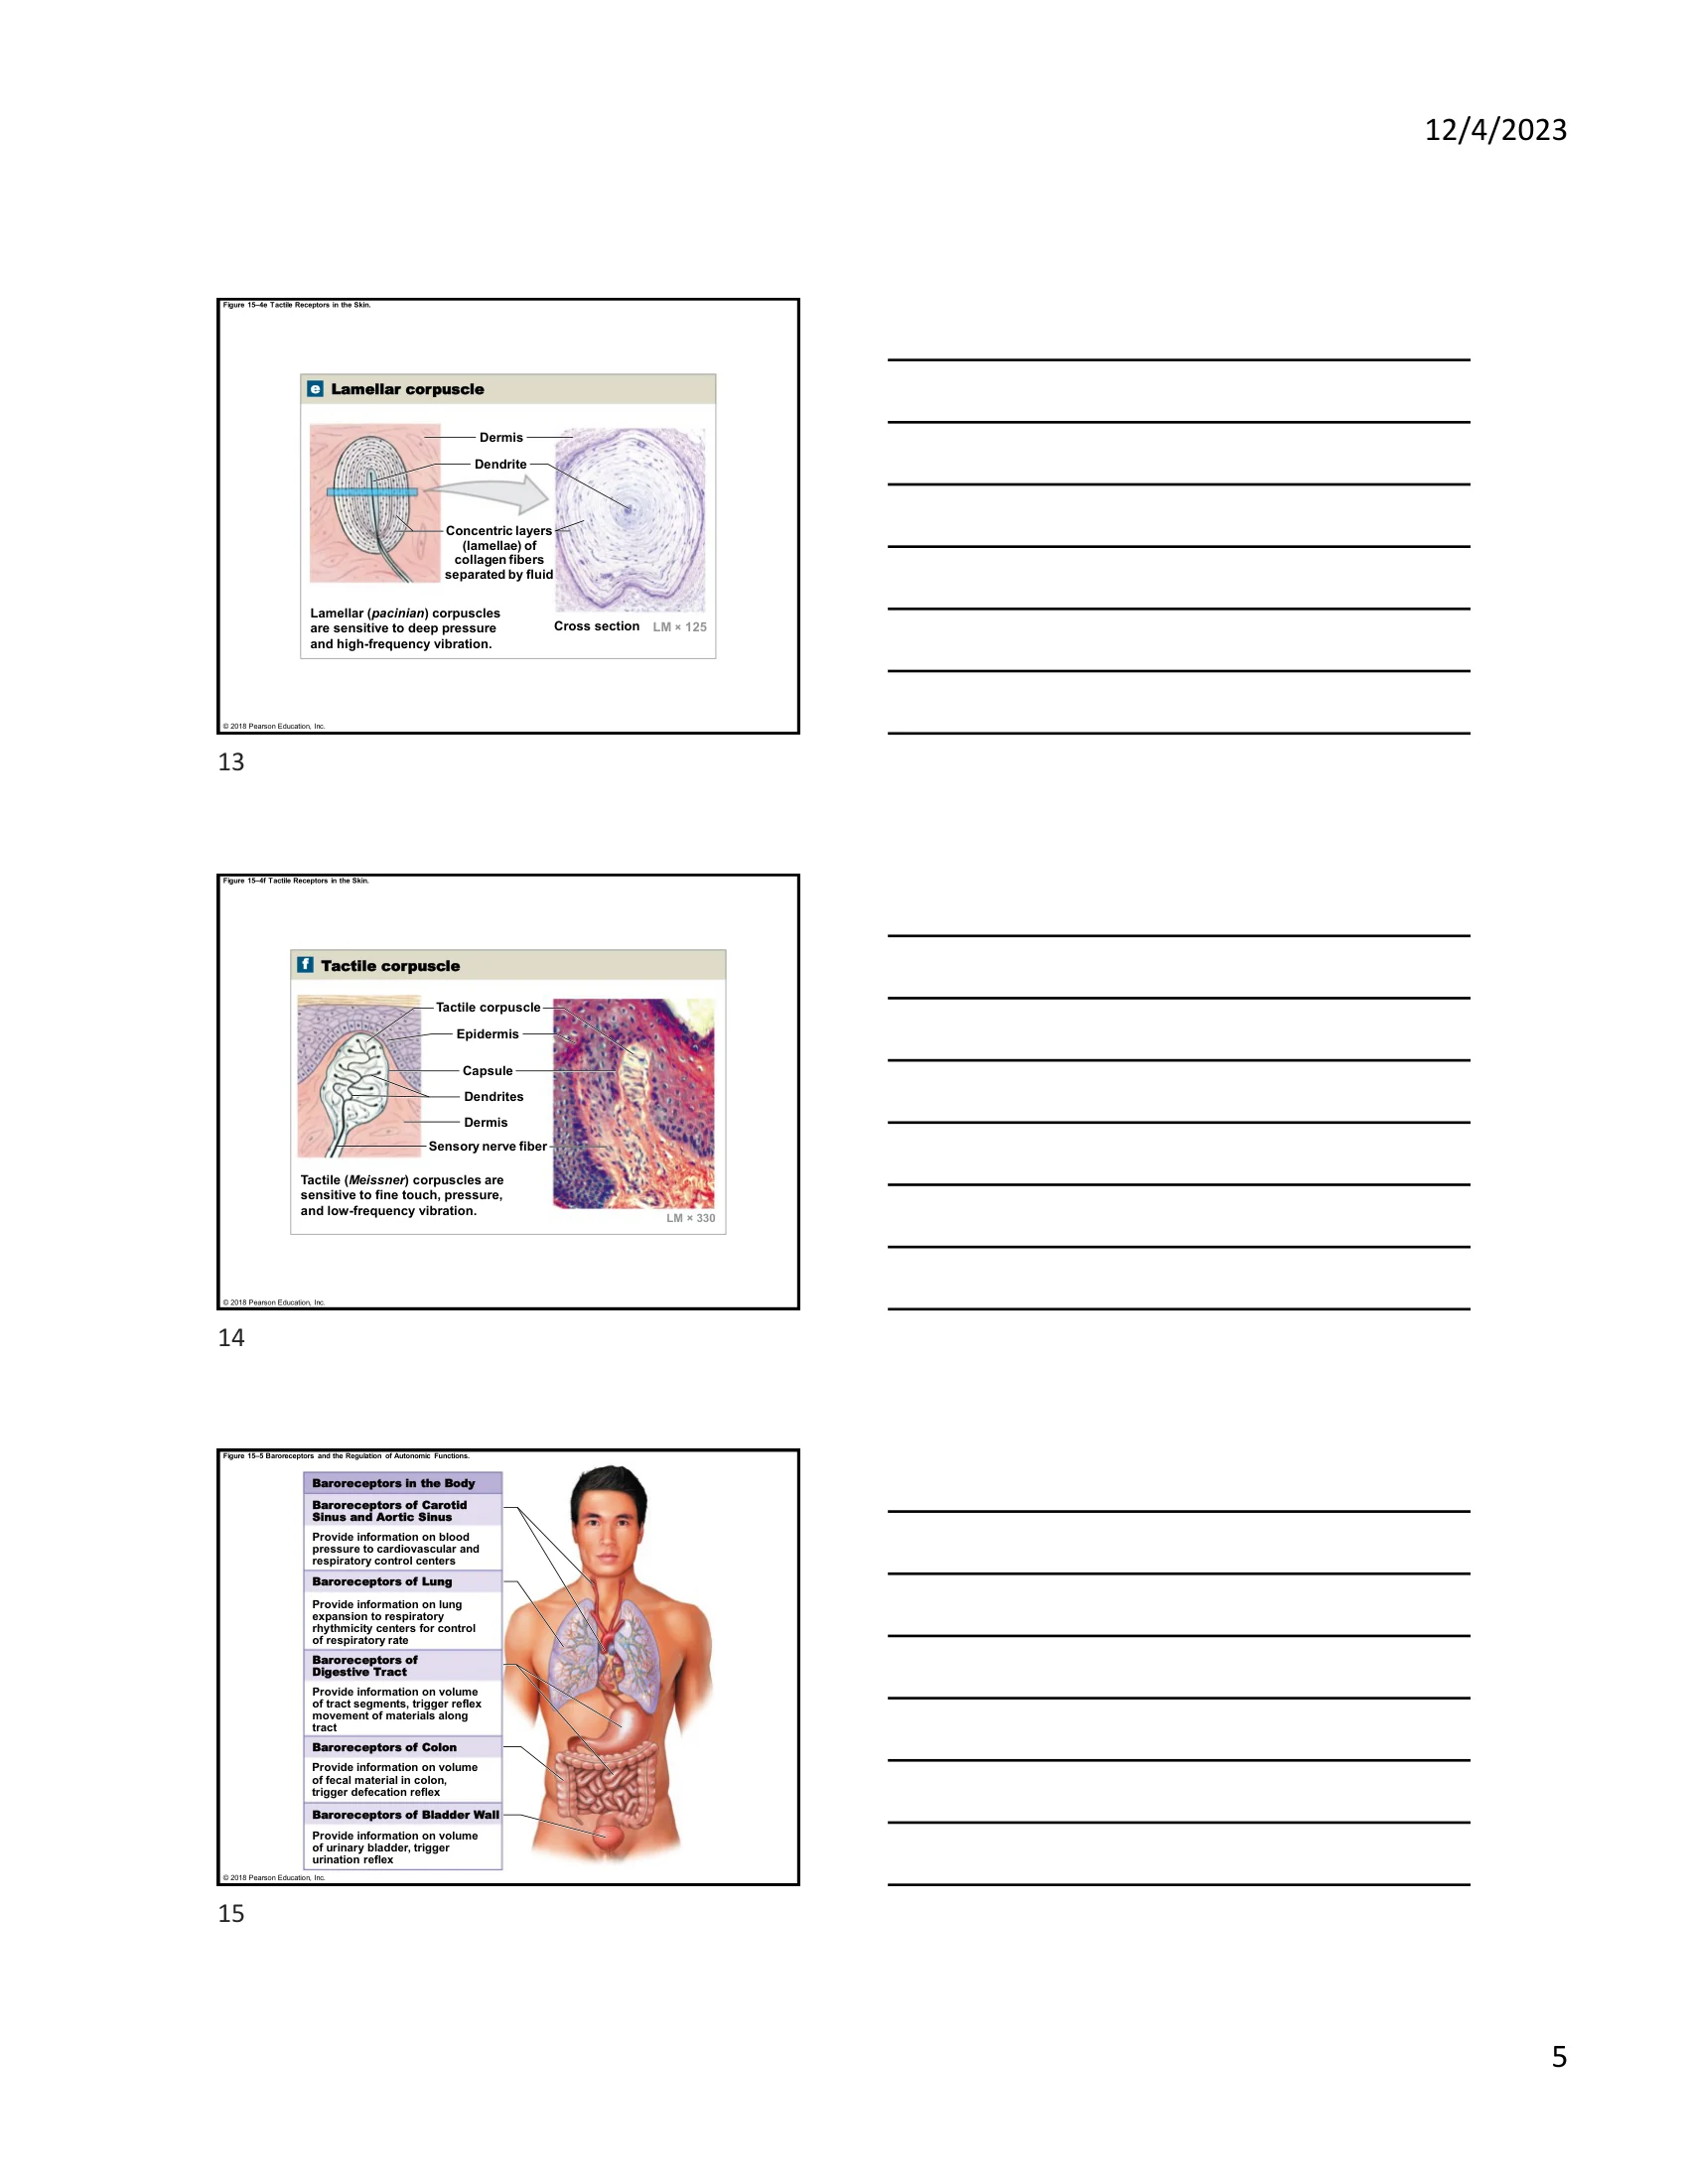 12/4/2023
Figure 15–4e Tactile Receptors in the Skin.
e Lamellar corpuscle
Dermis
Dendrite
Concentric layers
(lamellae) of
collagen fibers
separated by fluid
Lamellar (pacinian) corpuscles
are sensitive to deep pressure
and high-frequency vibration.
Cross section LM × 125
© 2018 Pearson Education, Inc.
13
Figure 15–4f Tactile Receptors in the Skin.
f Tactile corpuscle
Tactile corpuscle
Epidermis
Capsule
Dendrites
Dermis
Sensory nerve fiber
Tactile (Meissner) corpuscles are
sensitive to fine touch, pressure,
and low-frequency vibration.
LM × 330
© 2018 Pearson Education, Inc.
14
Figure 15–5 Baroreceptors and the Regulation of Autonomic Functions.
Baroreceptors in the Body
Baroreceptors of Carotid
Sinus and Aortic Sinus
Provide information on blood
pressure to cardiovascular and
respiratory control centers
Baroreceptors of Lung
Provide information on lung
expansion to respiratory
rhythmicity centers for control
of respiratory rate
Baroreceptors of
Digestive Tract
Provide information on volume
of tract segments, trigger reflex
movement of materials along
tract
Baroreceptors of Colon
Provide information on volume
of fecal material in colon,
trigger defecation reflex
Baroreceptors of Bladder Wall
Provide information on volume
of urinary bladder, trigger
urination reflex
© 2018 Pearson Education, Inc.
15
5